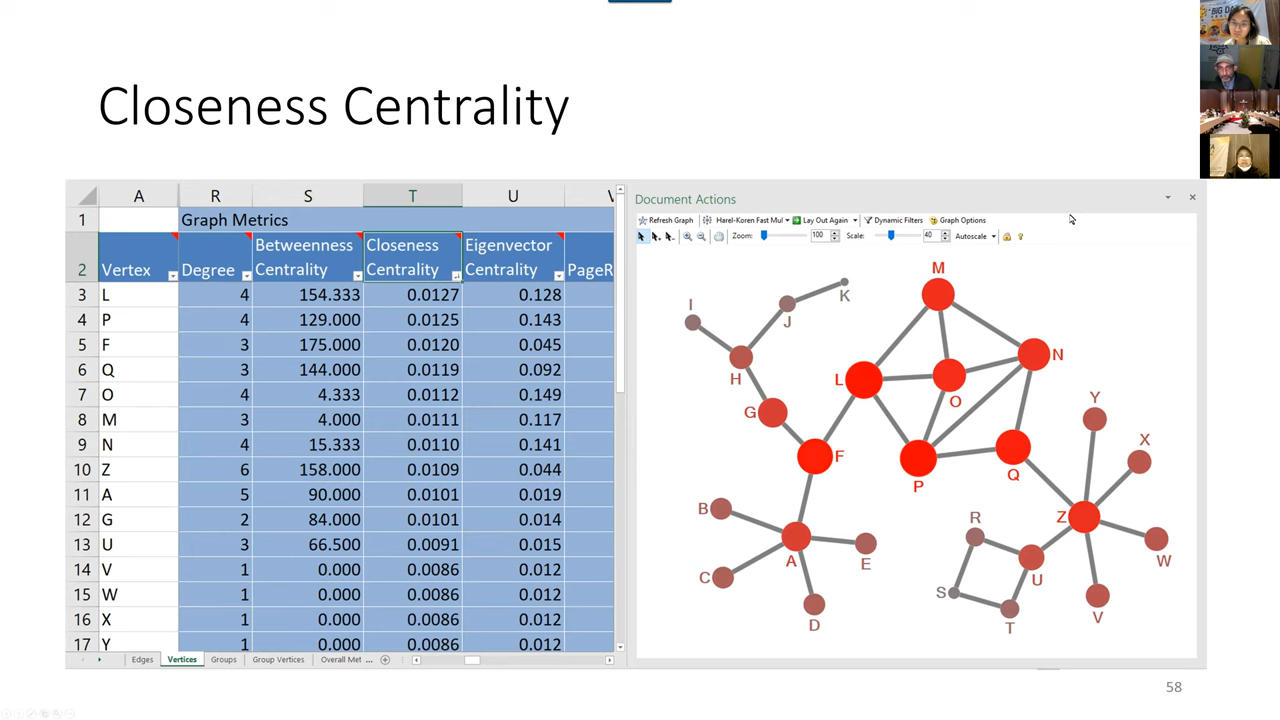 Closeness Centrality
A R S T U
1 Graph Metrics
2 Vertex Degree Betweenness Centrality Closeness Centrality Eigenvector Centrality PageR
3 L 4 154.333 0.0127 0.128
4 P 4 129.000 0.0125 0.143
5 F 3 175.000 0.0120 0.045
6 Q 3 144.000 0.0119 0.092
7 O 4 4.333 0.0112 0.149
8 M 3 4.000 0.0111 0.117
9 N 4 15.333 0.0110 0.141
10 Z 6 158.000 0.0109 0.044
11 A 5 90.000 0.0101 0.019
12 G 2 84.000 0.0101 0.014
13 U 3 66.500 0.0091 0.015
14 V 1 0.000 0.0086 0.012
15 W 1 0.000 0.0086 0.012
16 X 1 0.000 0.0086 0.012
17 Y 1 0.000 0.0086 0.012
Edges Vertices Groups Group Vertices Overall Met ...
Document Actions
Refresh Graph Harel-Koren Fast Mul Lay Out Again Dynamic Filters Graph Options
Zoom: 100 Scale: 40 Autoscale
M
K
I
J
N
H
L
O
Y
G
F
X
P
Q
B
R
Z
A
E
W
C
U
S
D
T
V
58
BIG DA